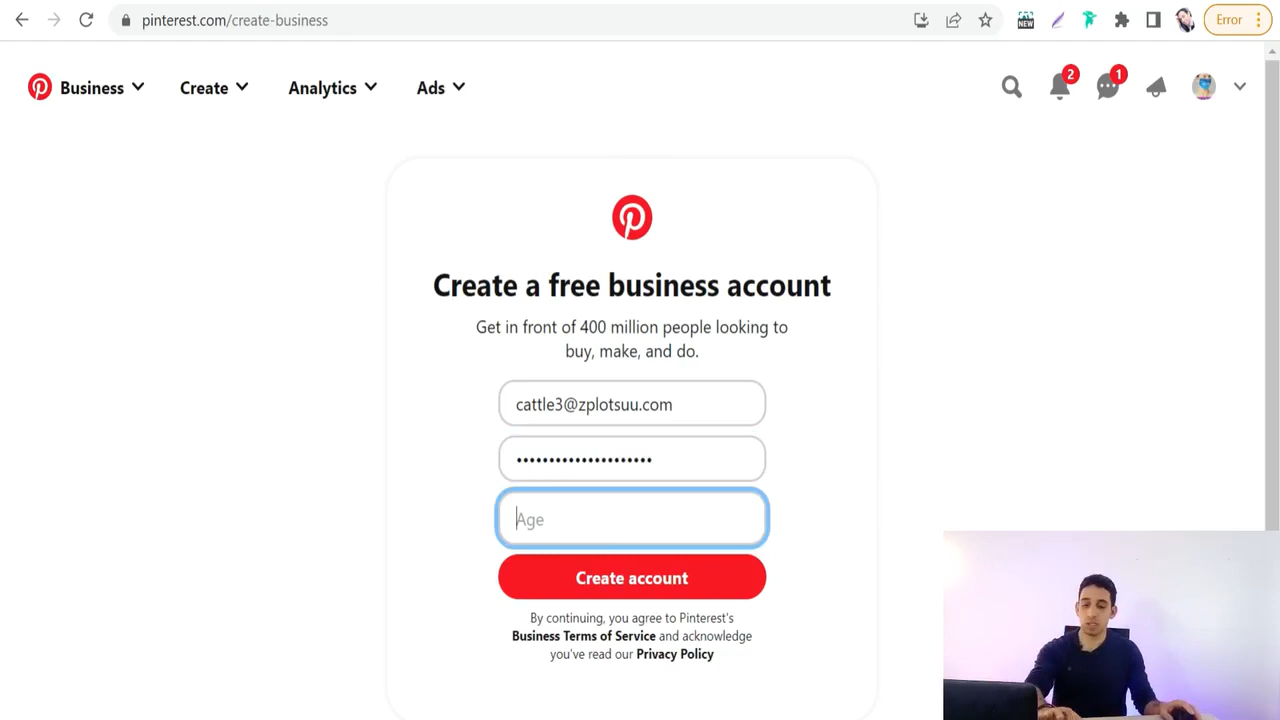 pinterest.com/create-business
NEW
Error
Business
Create
Analytics
Ads
2
1
Create a free business account
Get in front of 400 million people looking to
buy, make, and do.
cattle3@zplotsuu.com
•••••••••••••••••••••
Age
Create account
By continuing, you agree to Pinterest's
Business Terms of Service and acknowledge
you've read our Privacy Policy